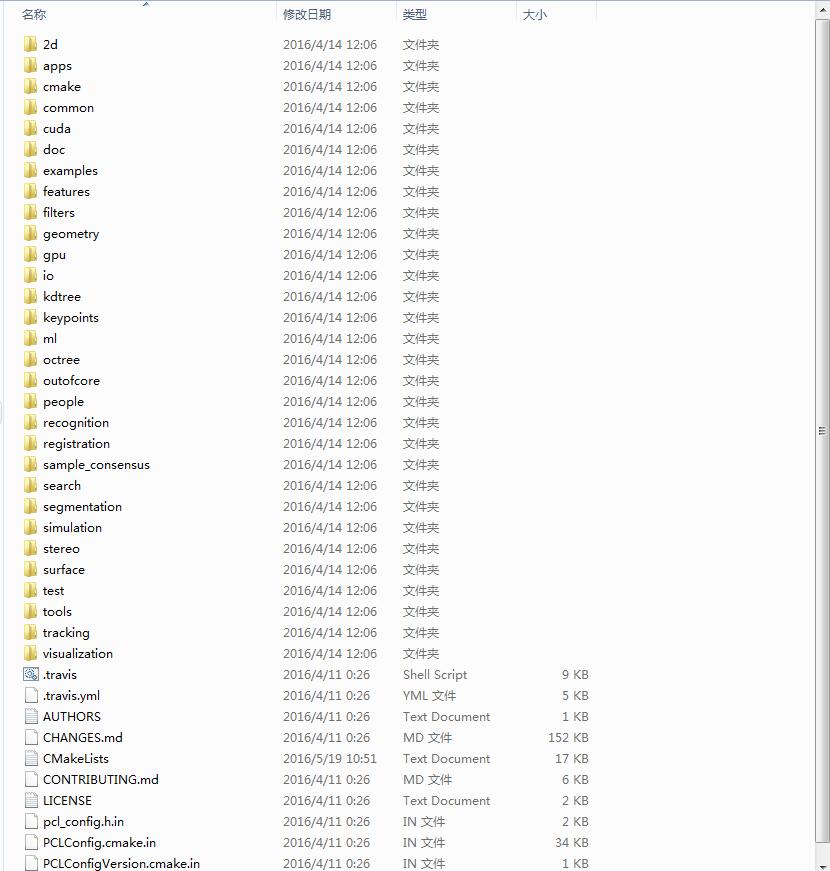 名称 修改日期 类型 大小
2d 2016/4/14 12:06 文件夹
apps 2016/4/14 12:06 文件夹
cmake 2016/4/14 12:06 文件夹
common 2016/4/14 12:06 文件夹
cuda 2016/4/14 12:06 文件夹
doc 2016/4/14 12:06 文件夹
examples 2016/4/14 12:06 文件夹
features 2016/4/14 12:06 文件夹
filters 2016/4/14 12:06 文件夹
geometry 2016/4/14 12:06 文件夹
gpu 2016/4/14 12:06 文件夹
io 2016/4/14 12:06 文件夹
kdtree 2016/4/14 12:06 文件夹
keypoints 2016/4/14 12:06 文件夹
ml 2016/4/14 12:06 文件夹
octree 2016/4/14 12:06 文件夹
outofcore 2016/4/14 12:06 文件夹
people 2016/4/14 12:06 文件夹
recognition 2016/4/14 12:06 文件夹
registration 2016/4/14 12:06 文件夹
sample_consensus 2016/4/14 12:06 文件夹
search 2016/4/14 12:06 文件夹
segmentation 2016/4/14 12:06 文件夹
simulation 2016/4/14 12:06 文件夹
stereo 2016/4/14 12:06 文件夹
surface 2016/4/14 12:06 文件夹
test 2016/4/14 12:06 文件夹
tools 2016/4/14 12:06 文件夹
tracking 2016/4/14 12:06 文件夹
visualization 2016/4/14 12:06 文件夹
.travis 2016/4/11 0:26 Shell Script 9 KB
.travis.yml 2016/4/11 0:26 YML 文件 5 KB
AUTHORS 2016/4/11 0:26 Text Document 1 KB
CHANGES.md 2016/4/11 0:26 MD 文件 152 KB
CMakeLists 2016/5/19 10:51 Text Document 17 KB
CONTRIBUTING.md 2016/4/11 0:26 MD 文件 6 KB
LICENSE 2016/4/11 0:26 Text Document 2 KB
pcl_config.h.in 2016/4/11 0:26 IN 文件 2 KB
PCLConfig.cmake.in 2016/4/11 0:26 IN 文件 34 KB
PCLConfigVersion.cmake.in 2016/4/11 0:26 IN 文件 1 KB